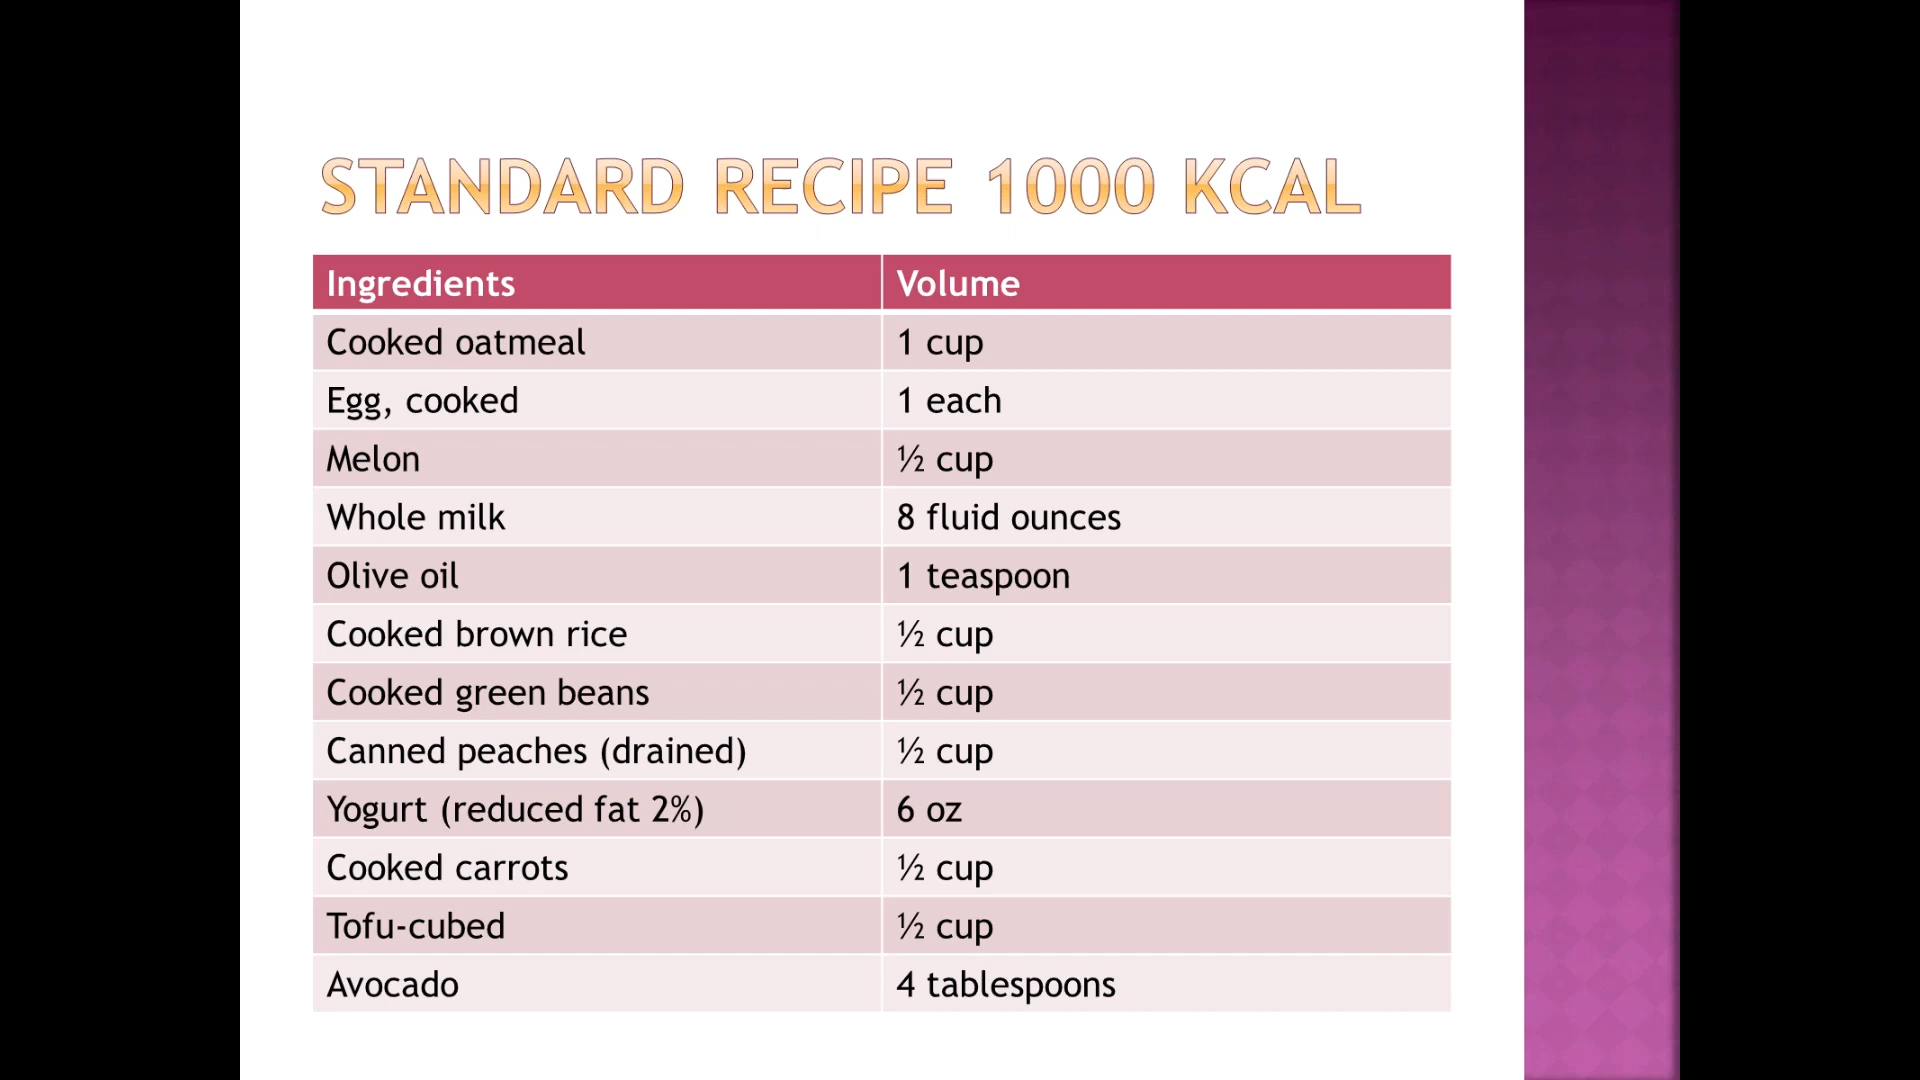 STANDARD RECIPE 1000 KCAL
Ingredients Volume
Cooked oatmeal 1 cup
Egg, cooked 1 each
Melon ½ cup
Whole milk 8 fluid ounces
Olive oil 1 teaspoon
Cooked brown rice ½ cup
Cooked green beans ½ cup
Canned peaches (drained) ½ cup
Yogurt (reduced fat 2%) 6 oz
Cooked carrots ½ cup
Tofu-cubed ½ cup
Avocado 4 tablespoons